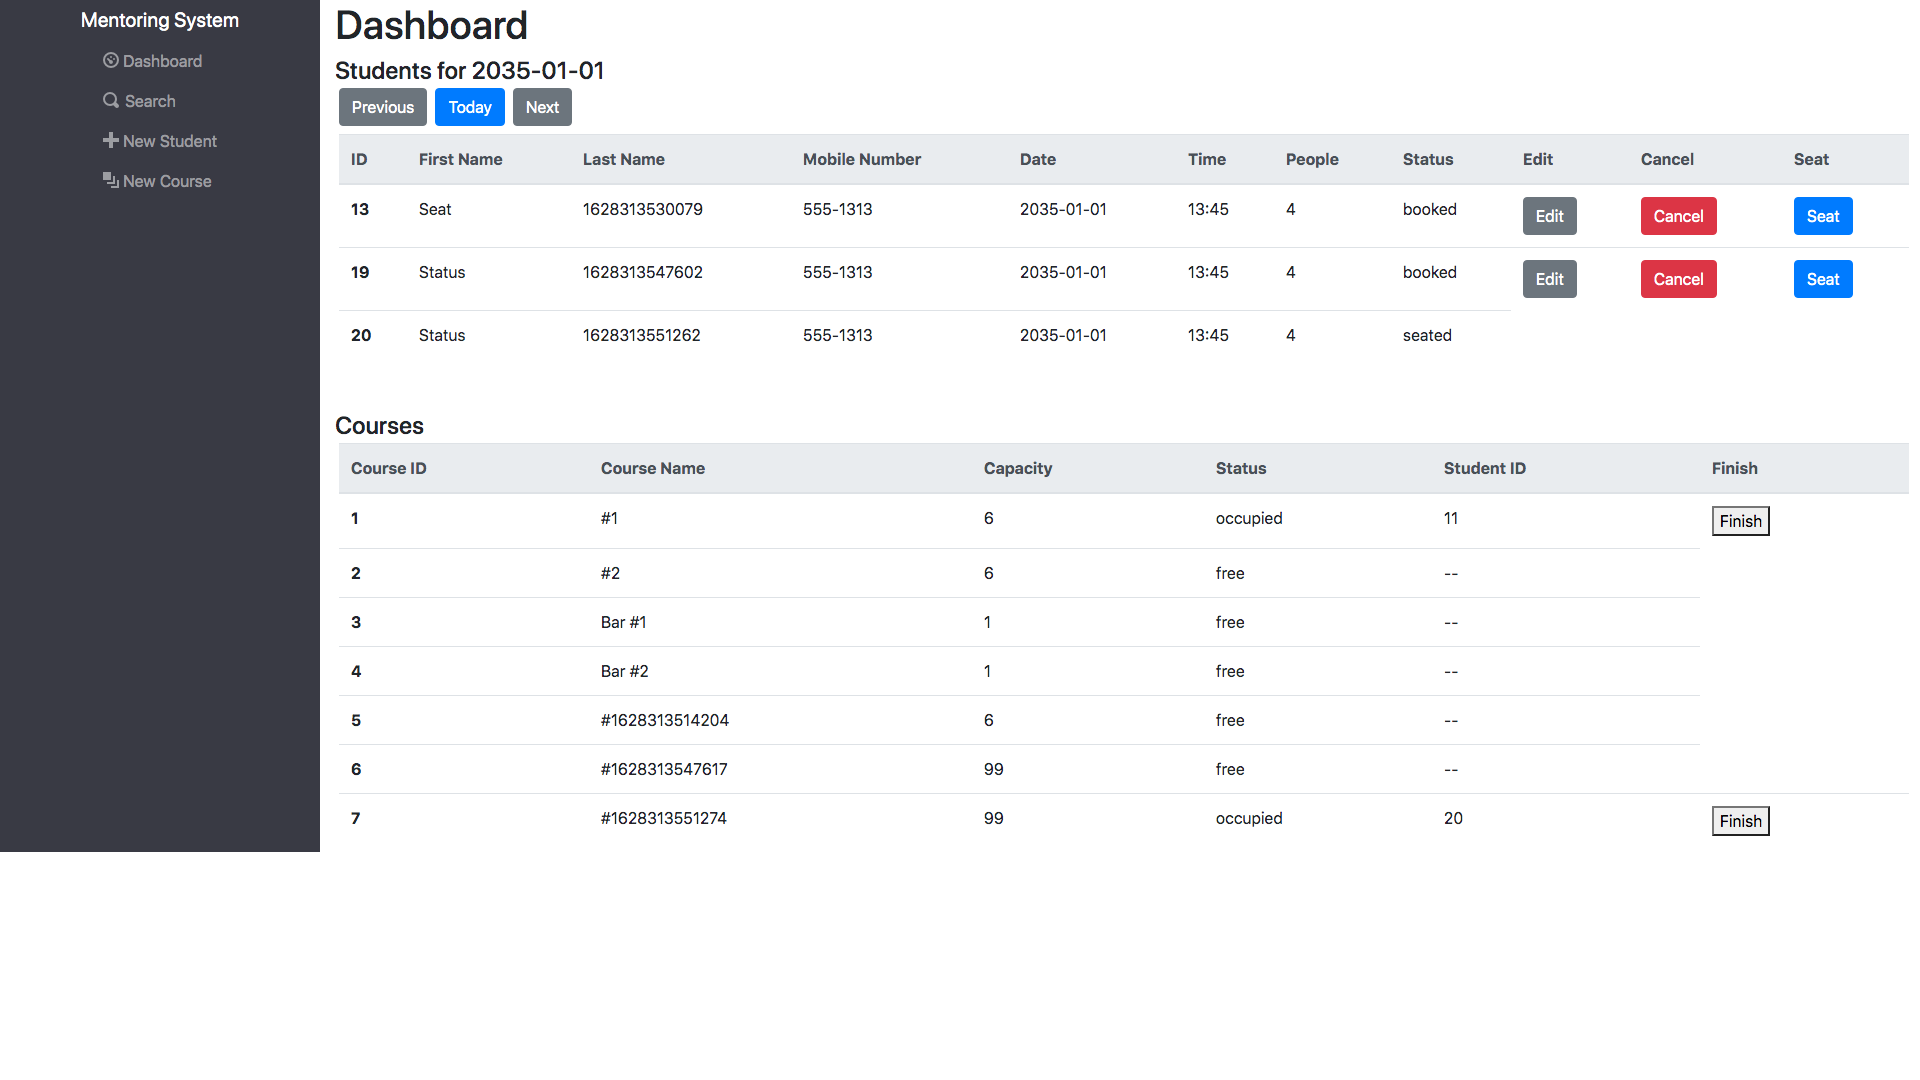 Mentoring System
Dashboard
Search
New Student
New Course
Dashboard
Students for 2035-01-01
Previous Today Next
ID First Name Last Name Mobile Number Date Time People Status Edit Cancel Seat
13 Seat 1628313530079 555-1313 2035-01-01 13:45 4 booked Edit Cancel Seat
19 Status 1628313547602 555-1313 2035-01-01 13:45 4 booked Edit Cancel Seat
20 Status 1628313551262 555-1313 2035-01-01 13:45 4 seated
Courses
Course ID Course Name Capacity Status Student ID Finish
1 #1 6 occupied 11 Finish
2 #2 6 free --
3 Bar #1 1 free --
4 Bar #2 1 free --
5 #1628313514204 6 free --
6 #1628313547617 99 free --
7 #1628313551274 99 occupied 20 Finish